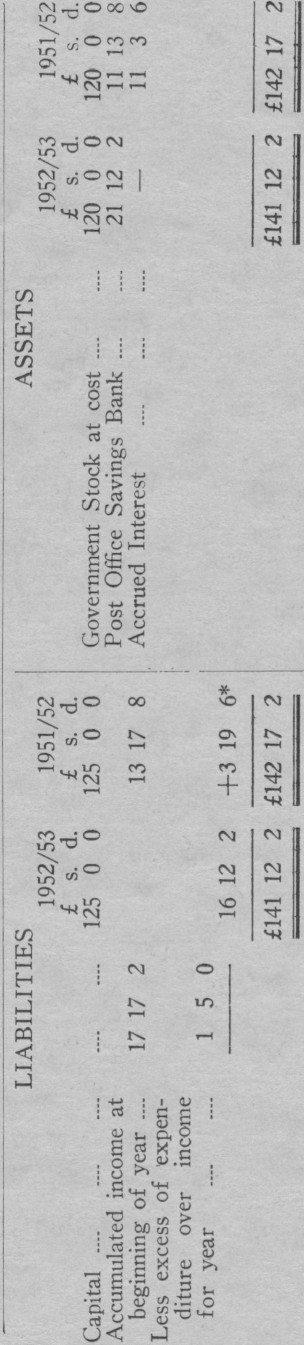 LIABILITIES
1952/53 1951/52
£ s. d. £ s. d.
Capital .... .... .... .... .... 125 0 0 125 0 0
Accumulated income at
beginning of year .... 17 17 2 13 17 8
Less excess of expen-
diture over income
for year .... .... 1 5 0
16 12 2 +3 19 6*
£141 12 2 £142 17 2
ASSETS
1952/53 1951/52
£ s. d. £ s. d.
Government Stock at cost .... .... 120 0 0 120 0 0
Post Office Savings Bank .... .... 21 12 2 11 13 8
Accrued Interest .... .... .... — 11 3 6
£141 12 2 £142 17 2